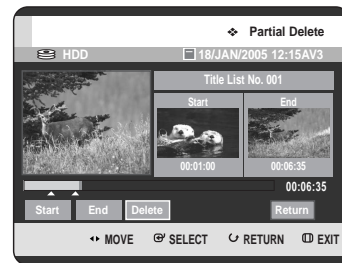 ❖ Partial Delete
HDD 18/JAN/2005 12:15AV3
Title List No. 001
Start End
00:01:00 00:06:35
00:06:35
Start End Delete Return
MOVE SELECT RETURN EXIT